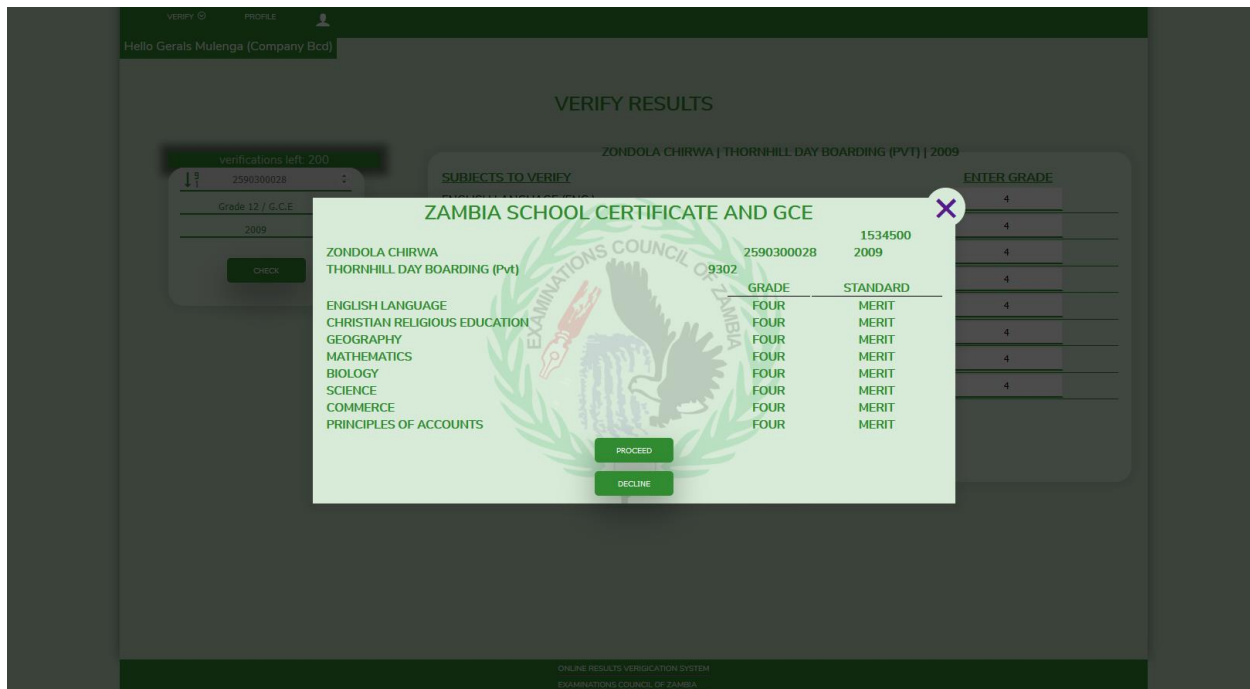 VERIFY PROFILE
Hello Gerals Mulenga (Company Bcd)
VERIFY RESULTS
verifications left: 200
2590300028
Grade 12 / G.C.E
2009
CHECK
ZONDOLA CHIRWA | THORNHILL DAY BOARDING (PVT) | 2009
SUBJECTS TO VERIFY ENTER GRADE
4
4
4
4
4
4
4
4
ZAMBIA SCHOOL CERTIFICATE AND GCE
1534500
ZONDOLA CHIRWA 2590300028 2009
THORNHILL DAY BOARDING (Pvt) 9302
GRADE STANDARD
ENGLISH LANGUAGE FOUR MERIT
CHRISTIAN RELIGIOUS EDUCATION FOUR MERIT
GEOGRAPHY FOUR MERIT
MATHEMATICS FOUR MERIT
BIOLOGY FOUR MERIT
SCIENCE FOUR MERIT
COMMERCE FOUR MERIT
PRINCIPLES OF ACCOUNTS FOUR MERIT
EXAMINATIONS COUNCIL OF ZAMBIA
PROCEED
DECLINE
ONLINE RESULTS VERIGICATION SYSTEM
EXAMINATIONS COUNCIL OF ZAMBIA